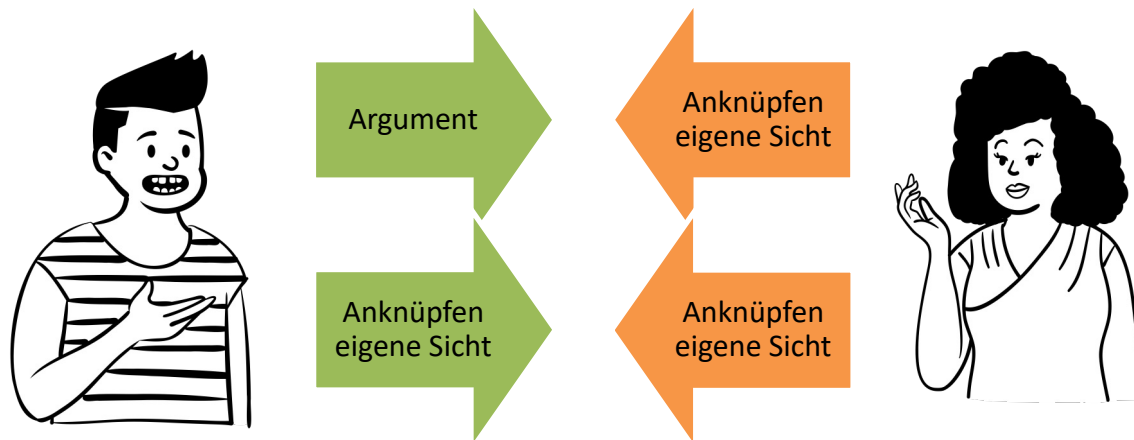 Argument
Anknüpfen
eigene Sicht
Anknüpfen
eigene Sicht
Anknüpfen
eigene Sicht